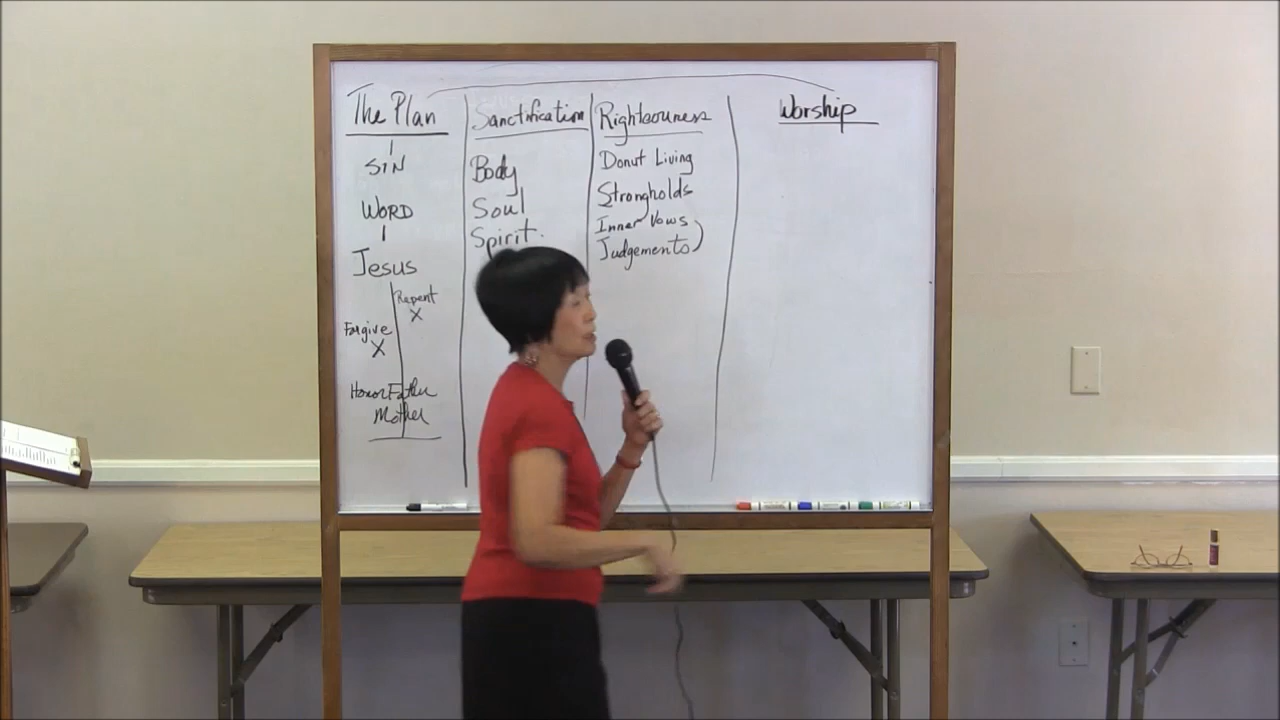 The Plan
SIN
WORD
Jesus
Repent
X
Forgive
X
Honor Father
Mother
Sanctification
Body
Soul
Spirit
Righteourness
Donut Living
Strongholds
Inner Vows
Judgements)
Worship